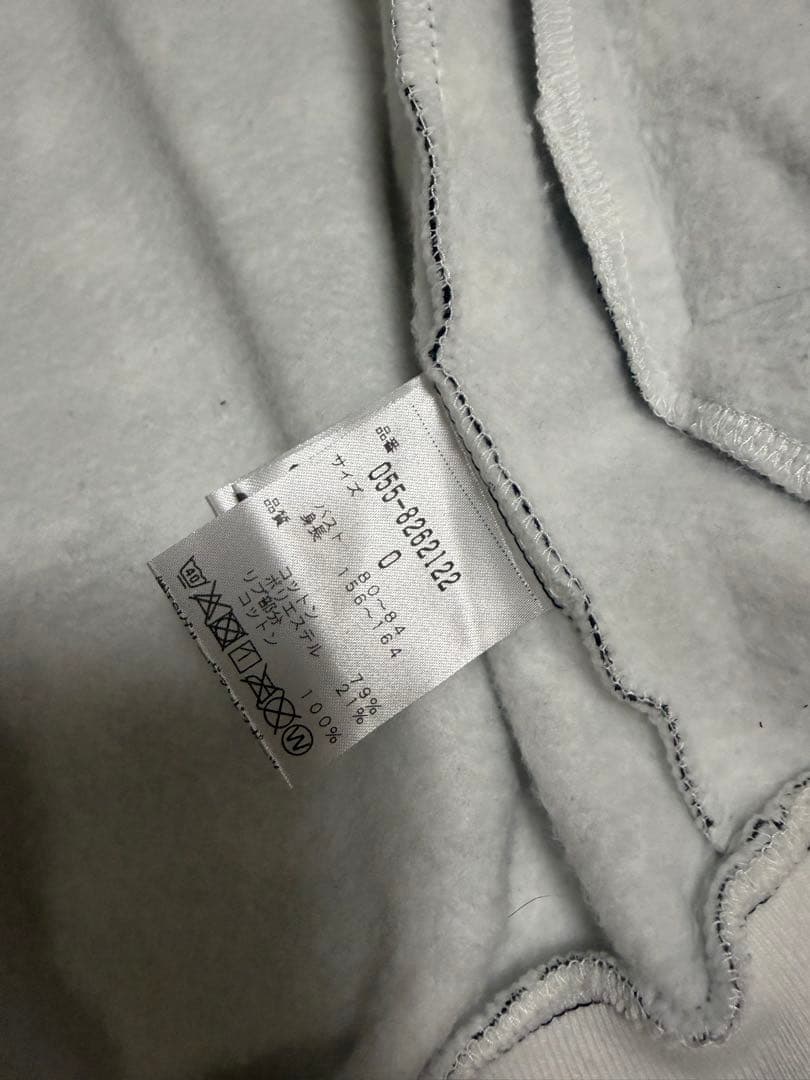 品番
055-8262122
サイズ 0
バスト 80～84
身長 156～164
品質
コットン 79%
ポリエステル 21%
リブ部分
コットン 100%
40
W